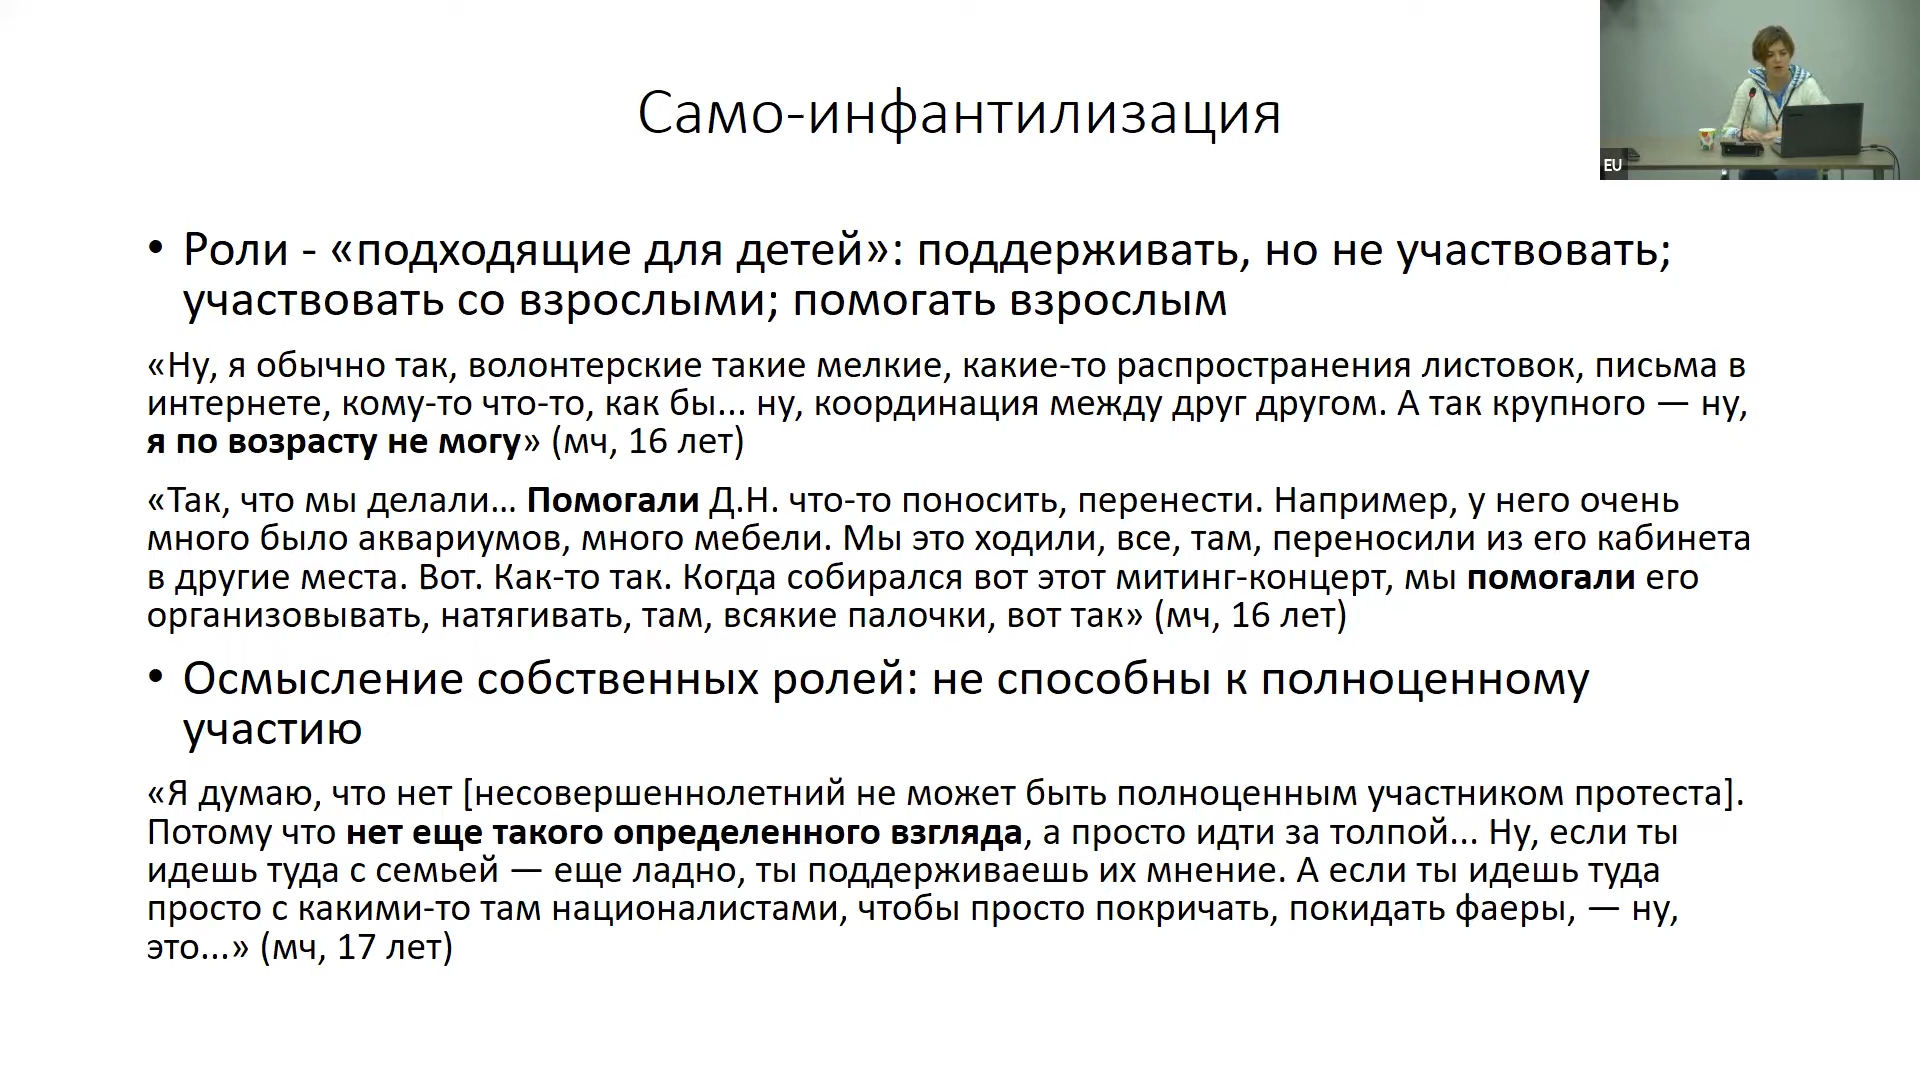 Само-инфантилизация
EU
• Роли - «подходящие для детей»: поддерживать, но не участвовать;
участвовать со взрослыми; помогать взрослым
«Ну, я обычно так, волонтерские такие мелкие, какие-то распространения листовок, письма в
интернете, кому-то что-то, как бы... ну, координация между друг другом. А так крупного — ну,
я по возрасту не могу» (мч, 16 лет)
«Так, что мы делали... Помогали Д.Н. что-то поносить, перенести. Например, у него очень
много было аквариумов, много мебели. Мы это ходили, все, там, переносили из его кабинета
в другие места. Вот. Как-то так. Когда собирался вот этот митинг-концерт, мы помогали его
организовывать, натягивать, там, всякие палочки, вот так» (мч, 16 лет)
• Осмысление собственных ролей: не способны к полноценному
участию
«Я думаю, что нет [несовершеннолетний не может быть полноценным участником протеста].
Потому что нет еще такого определенного взгляда, а просто идти за толпой... Ну, если ты
идешь туда с семьей — еще ладно, ты поддерживаешь их мнение. А если ты идешь туда
просто с какими-то там националистами, чтобы просто покричать, покидать фаеры, — ну,
это...» (мч, 17 лет)